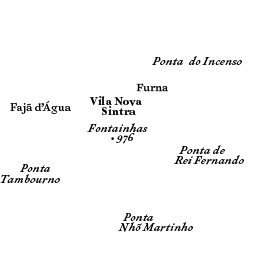 Ponta do Incenso
Furna
Vila Nova
Sintra
Fajã d'Água
Fontainhas
• 976
Ponta de
Rei Fernando
Ponta
Tambourno
Ponta
Nhõ Martinho